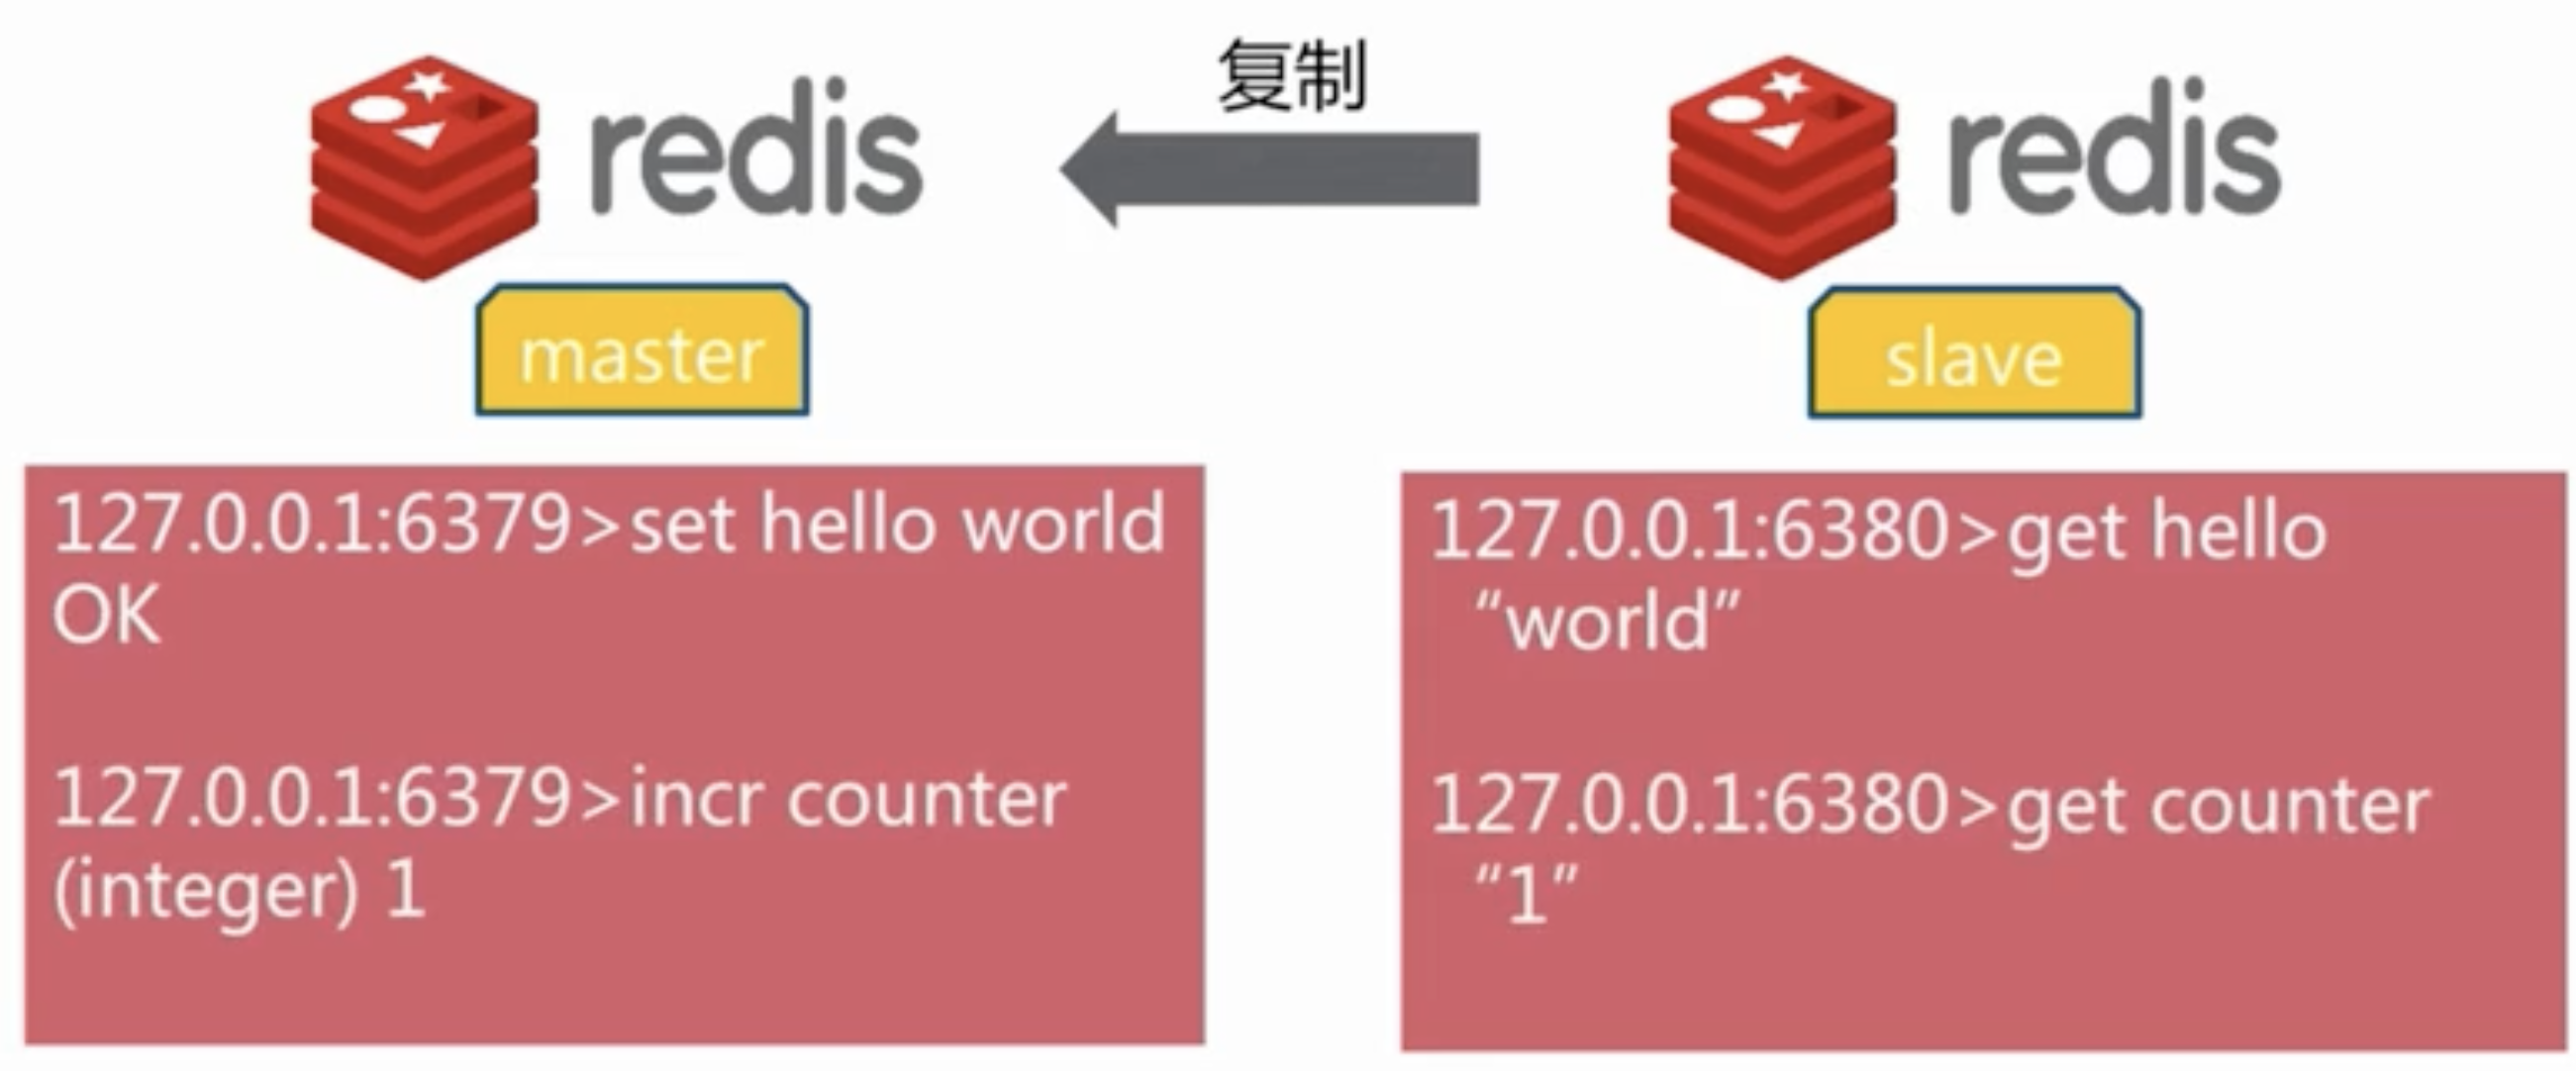 redis
复制
redis
master
slave
127.0.0.1:6379>set hello world
OK
127.0.0.1:6379>incr counter
(integer) 1
127.0.0.1:6380>get hello
“world”
127.0.0.1:6380>get counter
“1”